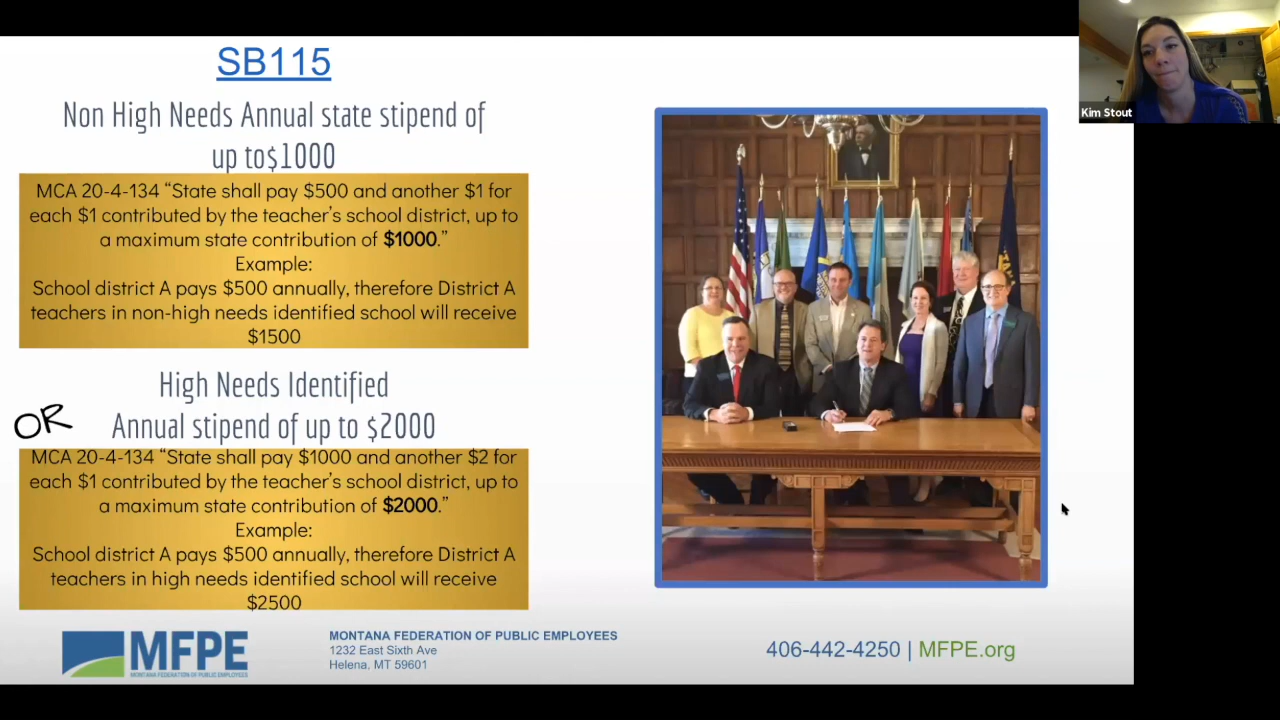 SB115
Non High Needs Annual state stipend of
up to$1000
MCA 20-4-134 “State shall pay $500 and another $1 for
each $1 contributed by the teacher’s school district, up to
a maximum state contribution of $1000.”
Example:
School district A pays $500 annually, therefore District A
teachers in non-high needs identified school will receive
$1500
High Needs Identified
OR
Annual stipend of up to $2000
MCA 20-4-134 “State shall pay $1000 and another $2 for
each $1 contributed by the teacher’s school district, up to
a maximum state contribution of $2000.”
Example:
School district A pays $500 annually, therefore District A
teachers in high needs identified school will receive
$2500
MFPE
MONTANA FEDERATION OF PUBLIC EMPLOYEES
MONTANA FEDERATION OF PUBLIC EMPLOYEES
1232 East Sixth Ave
Helena, MT 59601
406-442-4250 | MFPE.org
Kim Stout